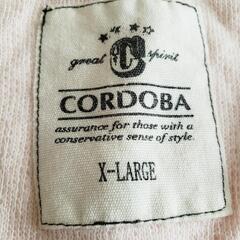 great C spirit
CORDOBA
assurance for those with a
conservative sense of style.
X-LARGE